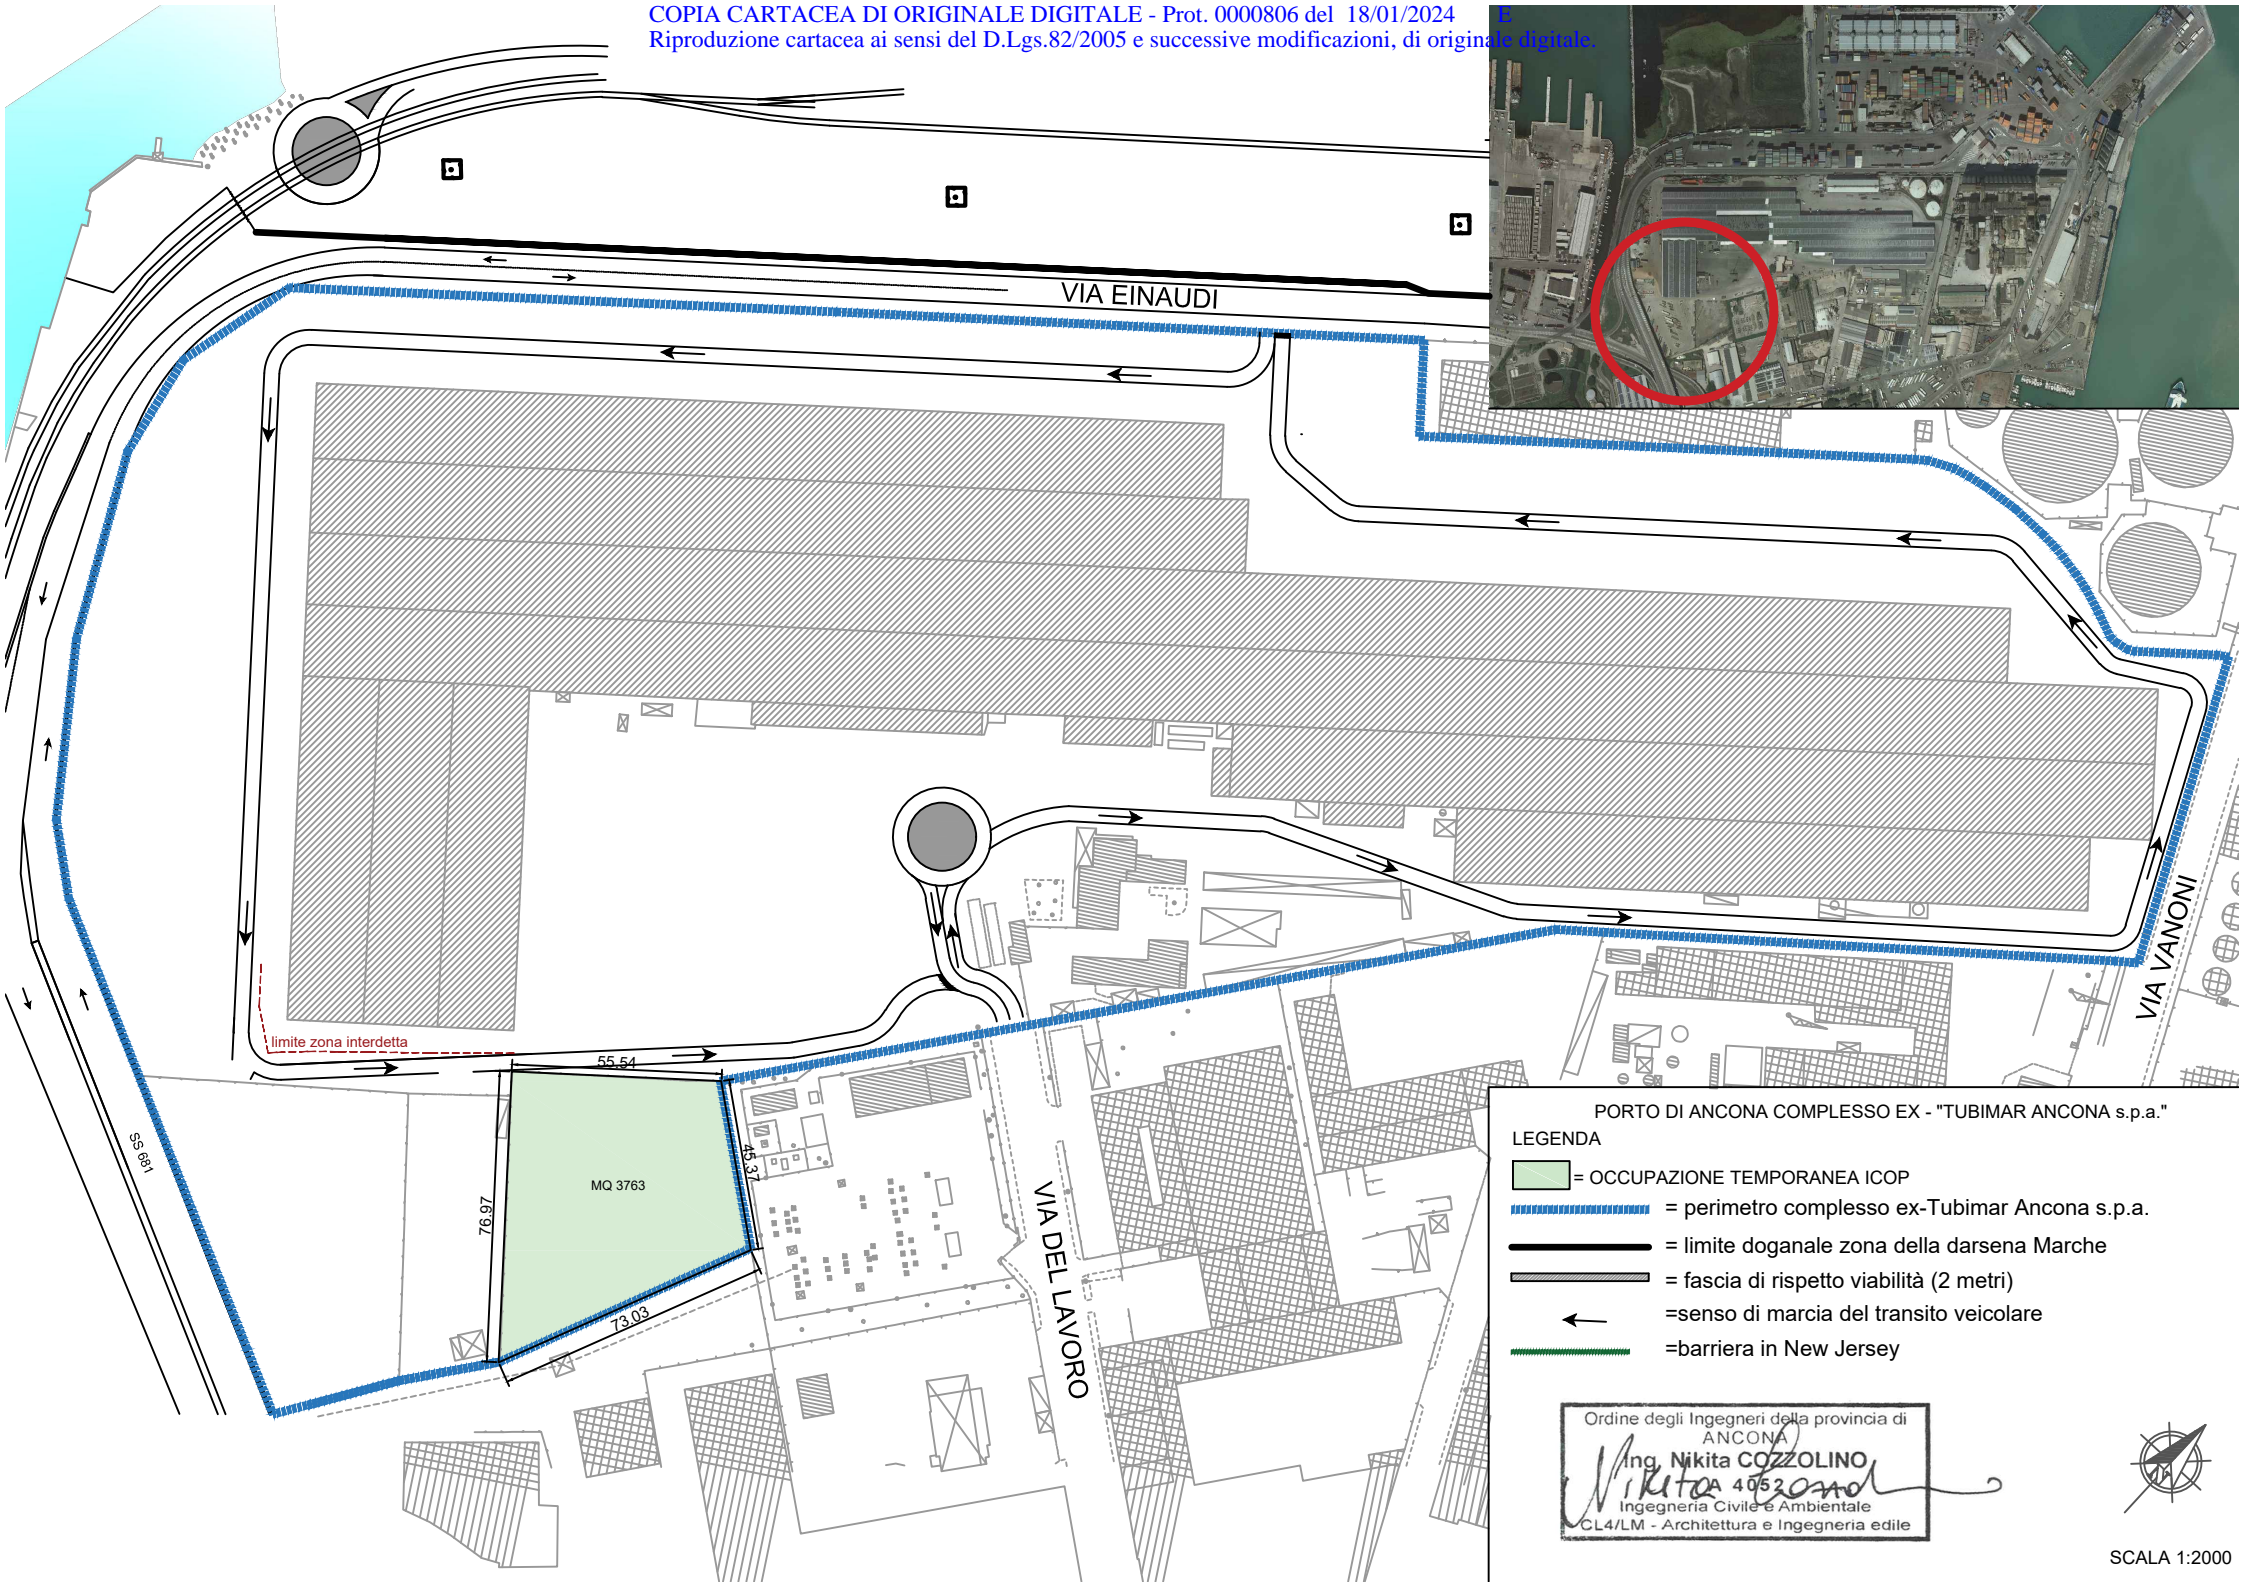 COPIA CARTACEA DI ORIGINALE DIGITALE - Prot. 0000806 del 18/01/2024 E
Riproduzione cartacea ai sensi del D.Lgs.82/2005 e successive modificazioni, di originale digitale.
VIA EINAUDI
VIA VANONI
limite zona interdetta
55.54
45.37
SS 681
MQ 3763
76.97
73.03
VIA DEL LAVORO
PORTO DI ANCONA COMPLESSO EX - "TUBIMAR ANCONA s.p.a."
LEGENDA
= OCCUPAZIONE TEMPORANEA ICOP
= perimetro complesso ex-Tubimar Ancona s.p.a.
= limite doganale zona della darsena Marche
= fascia di rispetto viabilità (2 metri)
=senso di marcia del transito veicolare
=barriera in New Jersey
Ordine degli Ingegneri della provincia di
ANCONA
Ing. Nikita COZZOLINO
A 4052
Ingegneria Civile e Ambientale
CL4/LM - Architettura e Ingegneria edile
SCALA 1:2000